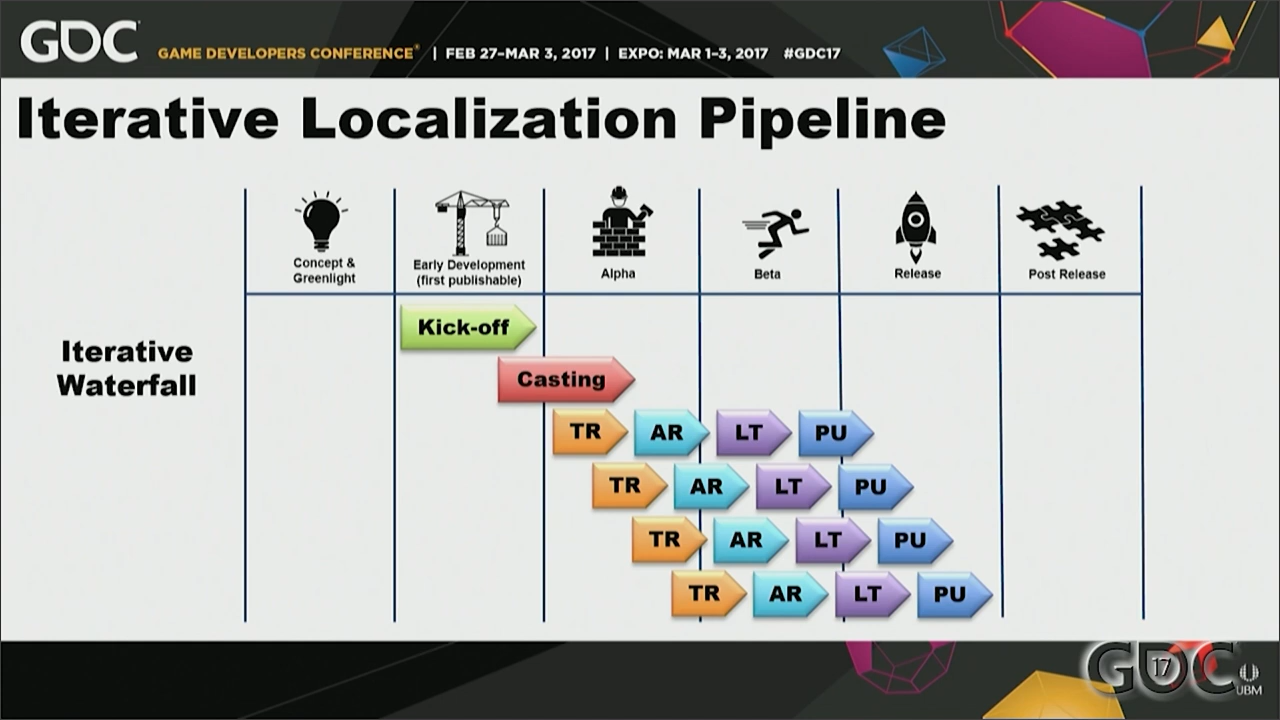 GDC GAME DEVELOPERS CONFERENCE® | FEB 27–MAR 3, 2017 | EXPO: MAR 1–3, 2017 #GDC17
Iterative Localization Pipeline
Concept &
Greenlight
Early Development
(first publishable)
Alpha
Beta
Release
Post Release
Iterative
Waterfall
Kick-off
Casting
TR AR LT PU
TR AR LT PU
TR AR LT PU
TR AR LT PU
GDC 17
UBM